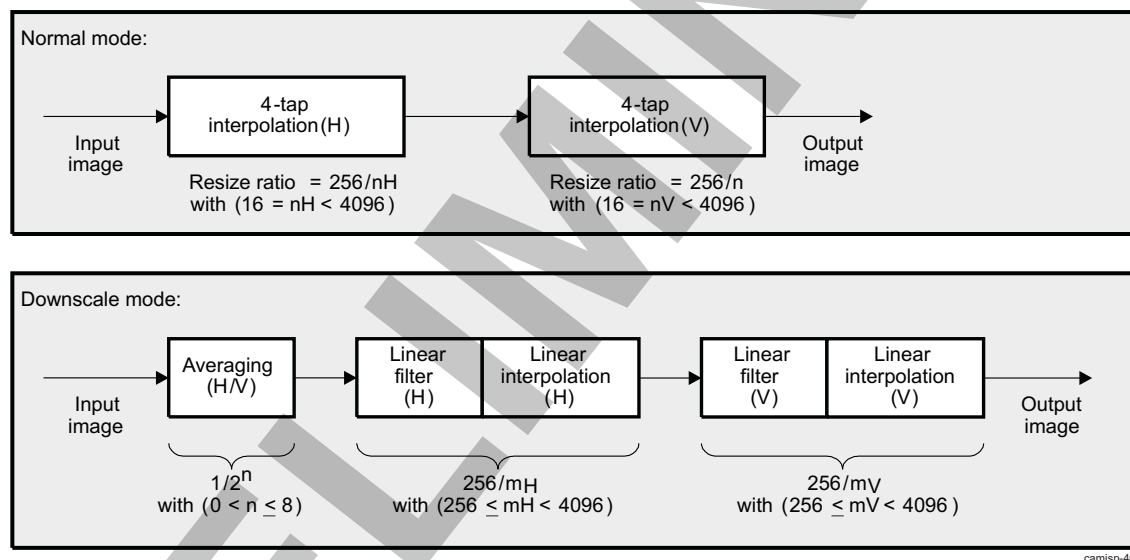 Normal mode:
4-tap
interpolation(H)
4-tap
interpolation(V)
Input
image
Output
image
Resize ratio = 256/nH
with (16 = nH < 4096)
Resize ratio = 256/n
with (16 = nV < 4096)
Downscale mode:
Averaging
(H/V)
Linear
filter
(H)
Linear
interpolation
(H)
Linear
filter
(V)
Linear
interpolation
(V)
Input
image
Output
image
1/2ⁿ
with (0 < n ≤ 8)
256/mH
with (256 ≤ mH < 4096)
256/mV
with (256 ≤ mV < 4096)